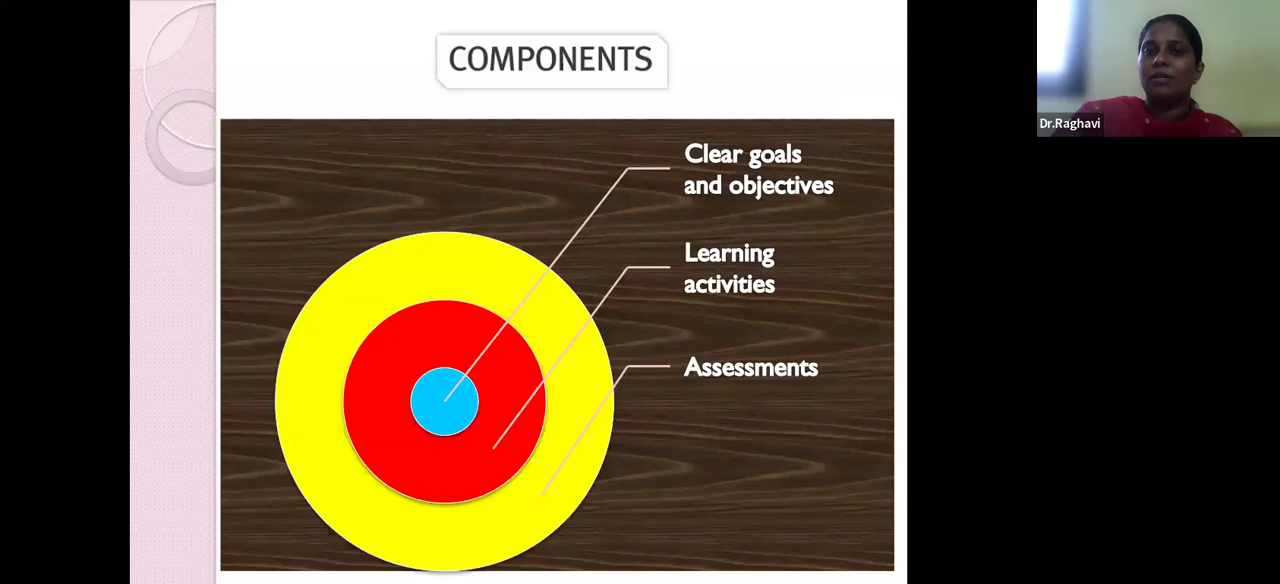 COMPONENTS
Dr.Raghavi
Clear goals
and objectives
Learning
activities
Assessments